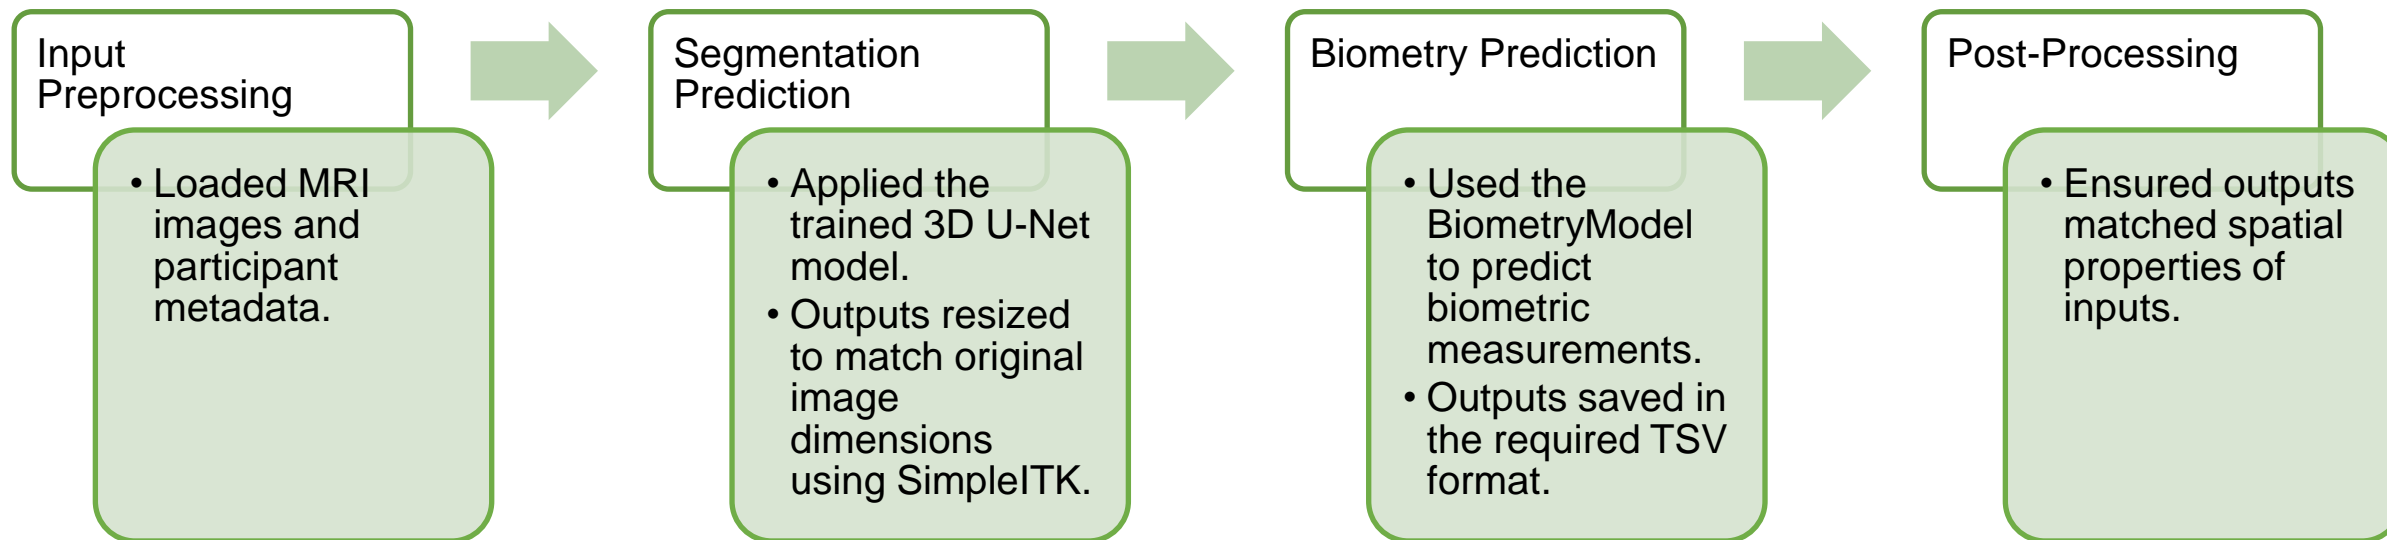 Input
Preprocessing
• Loaded MRI
images and
participant
metadata.
Segmentation
Prediction
• Applied the
trained 3D U-Net
model.
• Outputs resized
to match original
image
dimensions
using SimpleITK.
Biometry Prediction
• Used the
BiometryModel
to predict
biometric
measurements.
• Outputs saved in
the required TSV
format.
Post-Processing
• Ensured outputs
matched spatial
properties of
inputs.